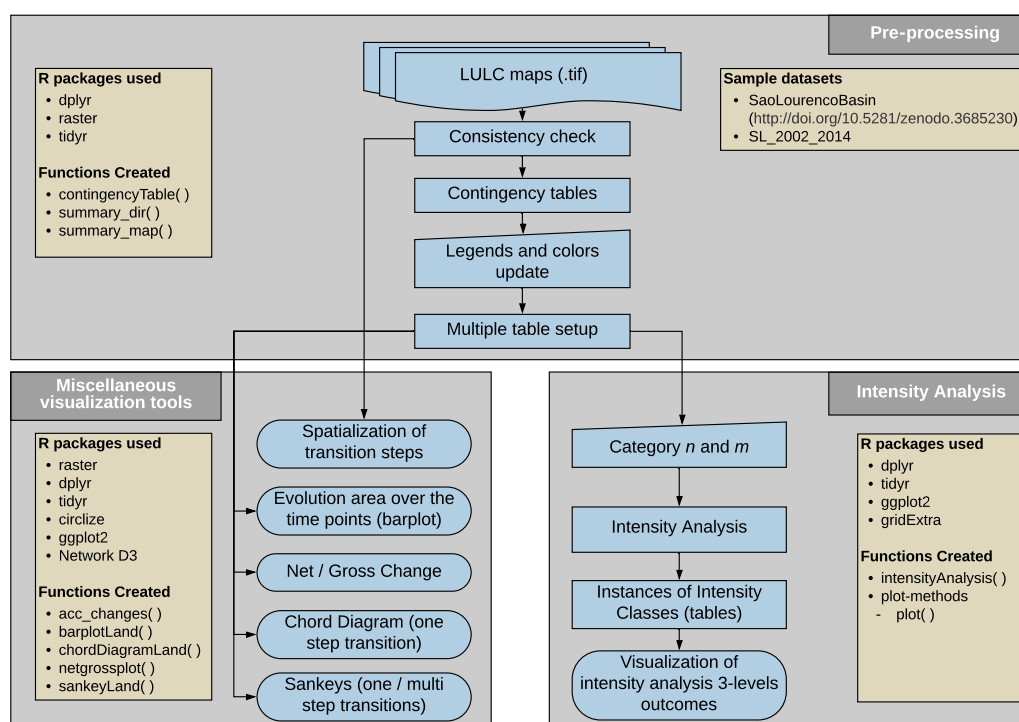 Pre-processing
R packages used
• dplyr
• raster
• tidyr
Functions Created
• contingencyTable( )
• summary_dir( )
• summary_map( )
LULC maps (.tif)
Consistency check
Contingency tables
Legends and colors
update
Multiple table setup
Sample datasets
• SaoLourencoBasin
(http://doi.org/10.5281/zenodo.3685230)
• SL_2002_2014
Miscellaneous
visualization tools
R packages used
• raster
• dplyr
• tidyr
• circlize
• ggplot2
• Network D3
Functions Created
• acc_changes( )
• barplotLand( )
• chordDiagramLand( )
• netgrossplot( )
• sankeyLand( )
Spatialization of
transition steps
Evolution area over the
time points (barplot)
Net / Gross Change
Chord Diagram (one
step transition)
Sankeys (one / multi
step transitions)
Intensity Analysis
Category n and m
Intensity Analysis
Instances of Intensity
Classes (tables)
Visualization of
intensity analysis 3-levels
outcomes
R packages used
• dplyr
• tidyr
• ggplot2
• gridExtra
Functions Created
• intensityAnalysis( )
• plot-methods
- plot( )